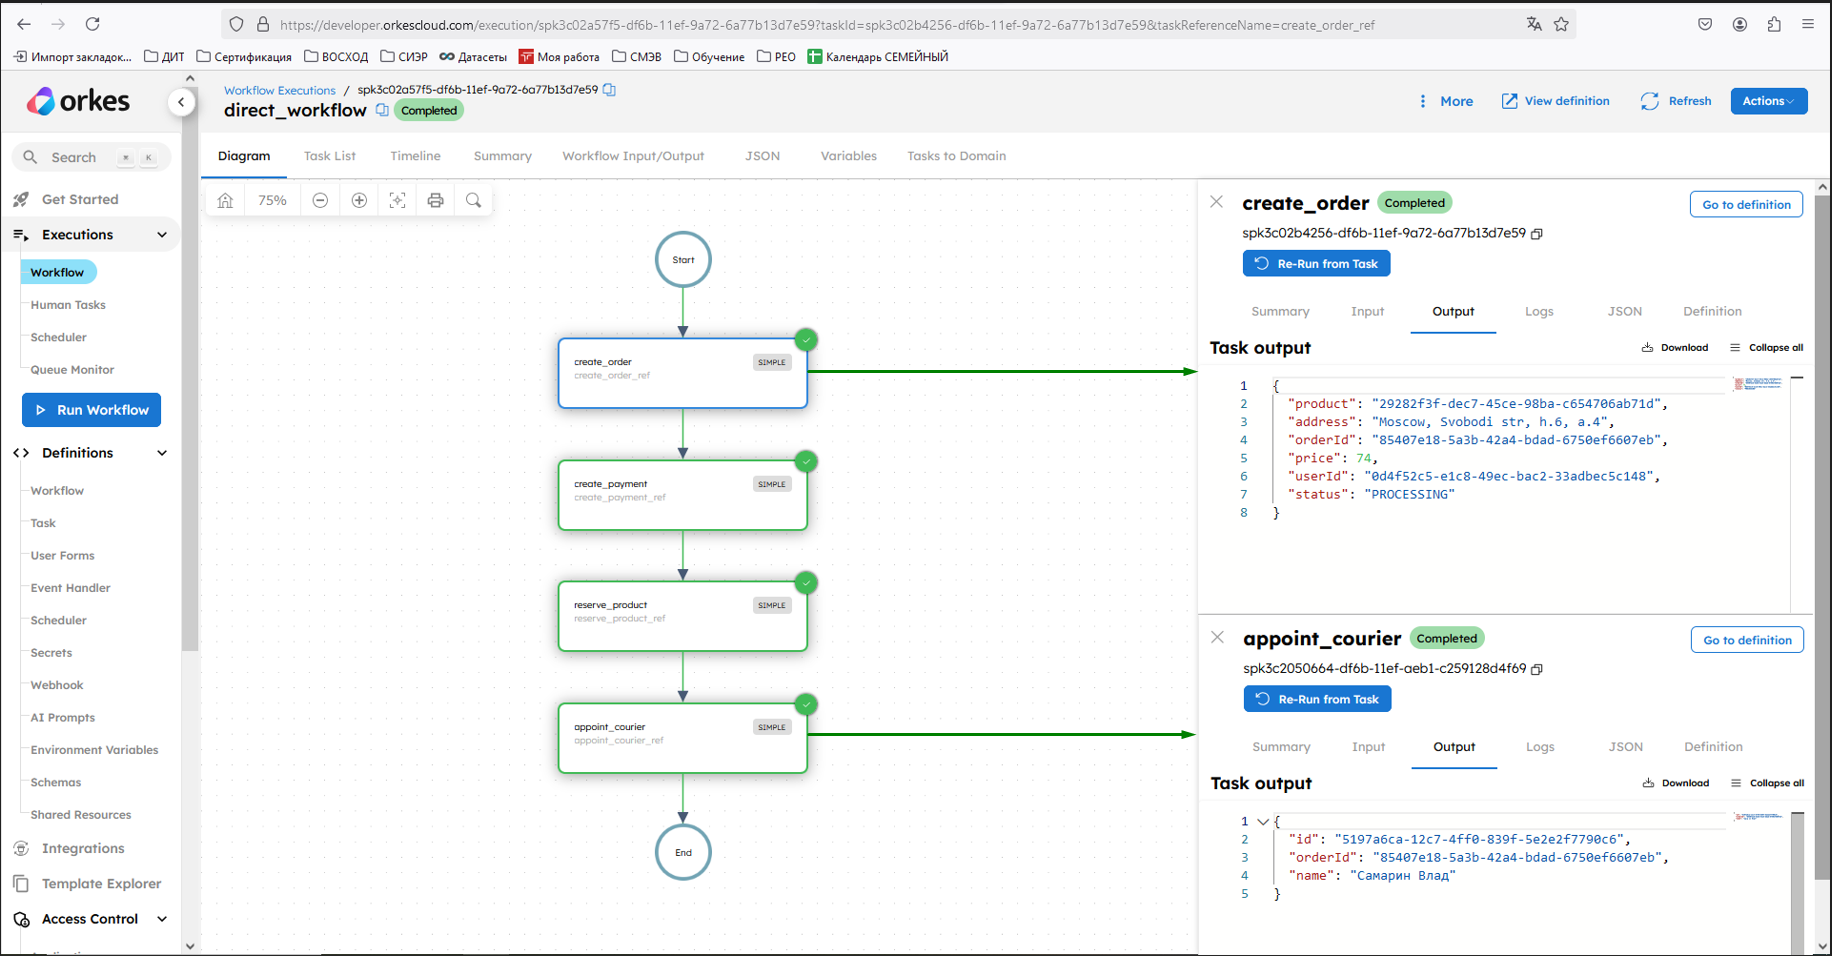 https://developer.orkescloud.com/execution/spk3c02a57f5-df6b-11ef-9a72-6a77b13d7e59?taskId=spk3c02b4256-df6b-11ef-9a72-6a77b13d7e59&taskReferenceName=create_order_ref
Импорт закладок... ДИТ Сертификация ВОСХОД СИЭР Датасеты Моя работа СМЭВ Обучение РЕО Календарь СЕМЕЙНЫЙ
orkes
Workflow Executions / spk3c02a57f5-df6b-11ef-9a72-6a77b13d7e59
direct_workflow Completed
More View definition Refresh Actions
Search ⌘ K
Diagram Task List Timeline Summary Workflow Input/Output JSON Variables Tasks to Domain
Get Started
Executions
Workflow
Human Tasks
Scheduler
Queue Monitor
Run Workflow
Definitions
Workflow
Task
User Forms
Event Handler
Scheduler
Secrets
Webhook
AI Prompts
Environment Variables
Schemas
Shared Resources
Integrations
Template Explorer
Access Control
75%
Start
create_order SIMPLE
create_order_ref
create_payment SIMPLE
create_payment_ref
reserve_product SIMPLE
reserve_product_ref
appoint_courier SIMPLE
appoint_courier_ref
End
create_order Completed Go to definition
spk3c02b4256-df6b-11ef-9a72-6a77b13d7e59
Re-Run from Task
Summary Input Output Logs JSON Definition
Task output Download Collapse all
1 {
2 "product": "29282f3f-dec7-45ce-98ba-c654706ab71d",
3 "address": "Moscow, Svobodi str, h.6, a.4",
4 "orderId": "85407e18-5a3b-42a4-bdad-6750ef6607eb",
5 "price": 74,
6 "userId": "0d4f52c5-e1c8-49ec-bac2-33adbec5c148",
7 "status": "PROCESSING"
8 }
appoint_courier Completed Go to definition
spk3c2050664-df6b-11ef-aeb1-c259128d4f69
Re-Run from Task
Summary Input Output Logs JSON Definition
Task output Download Collapse all
1 {
2 "id": "5197a6ca-12c7-4ff0-839f-5e2e2f7790c6",
3 "orderId": "85407e18-5a3b-42a4-bdad-6750ef6607eb",
4 "name": "Самарин Влад"
5 }